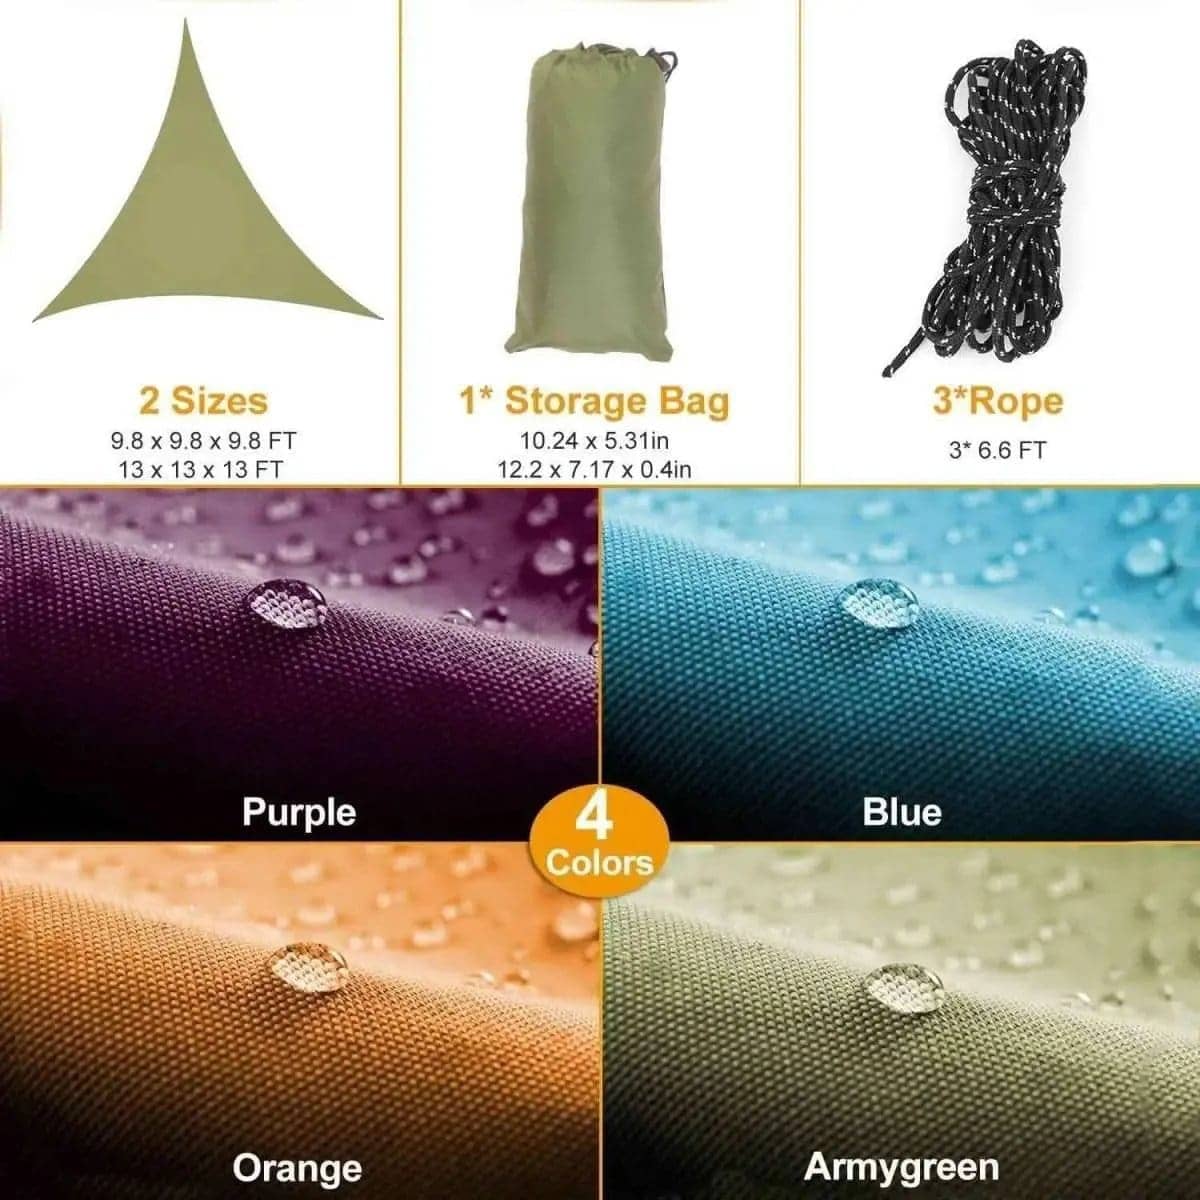 2 Sizes
9.8 x 9.8 x 9.8 FT
13 x 13 x 13 FT
1* Storage Bag
10.24 x 5.31in
12.2 x 7.17 x 0.4in
3*Rope
3* 6.6 FT
Purple
Blue
4
Colors
Orange
Armygreen